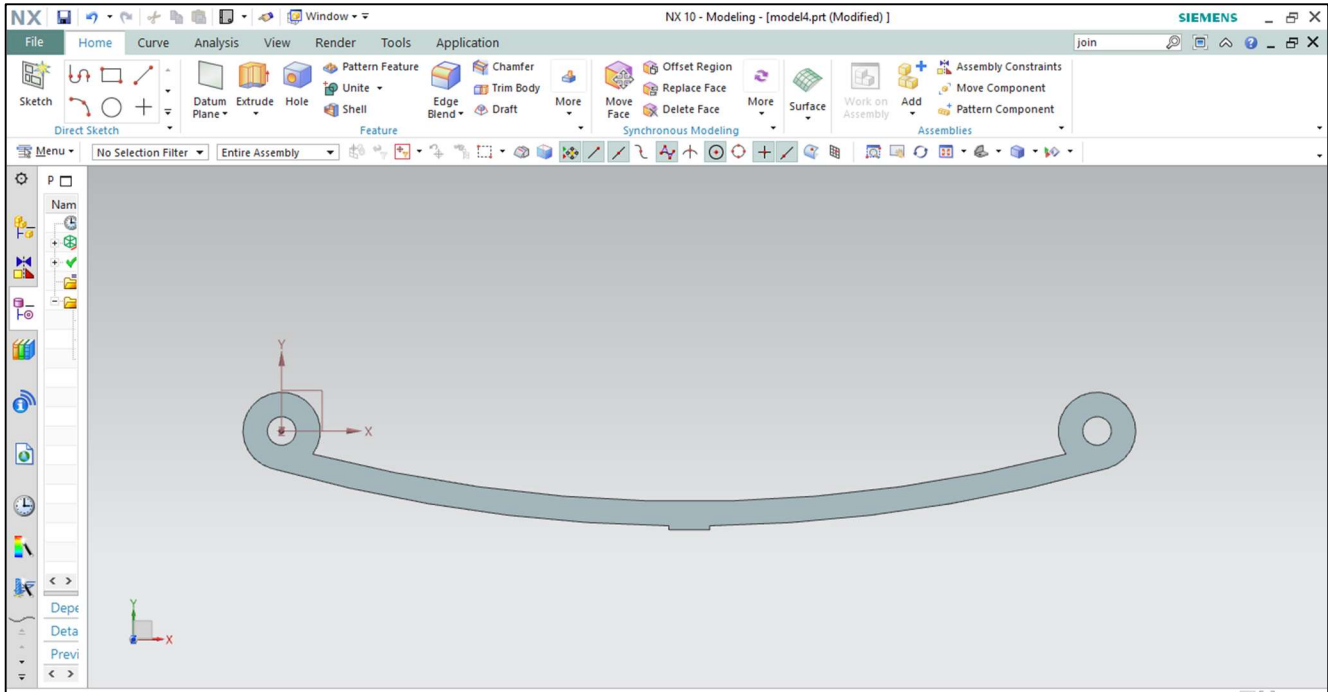 NX Window NX 10 - Modeling - [model4.prt (Modified) ] SIEMENS
File Home Curve Analysis View Render Tools Application join
Sketch Datum Plane Extrude Hole Pattern Feature Unite Shell Edge Blend Chamfer Trim Body Draft More Move Face Offset Region Replace Face Delete Face More Surface Work on Assembly Add Assembly Constraints Move Component Pattern Component
Direct Sketch Feature Synchronous Modeling Assemblies
Menu No Selection Filter Entire Assembly
P
Nam
Y
X
Z
Y
X
Z
Depe
Deta
Previ